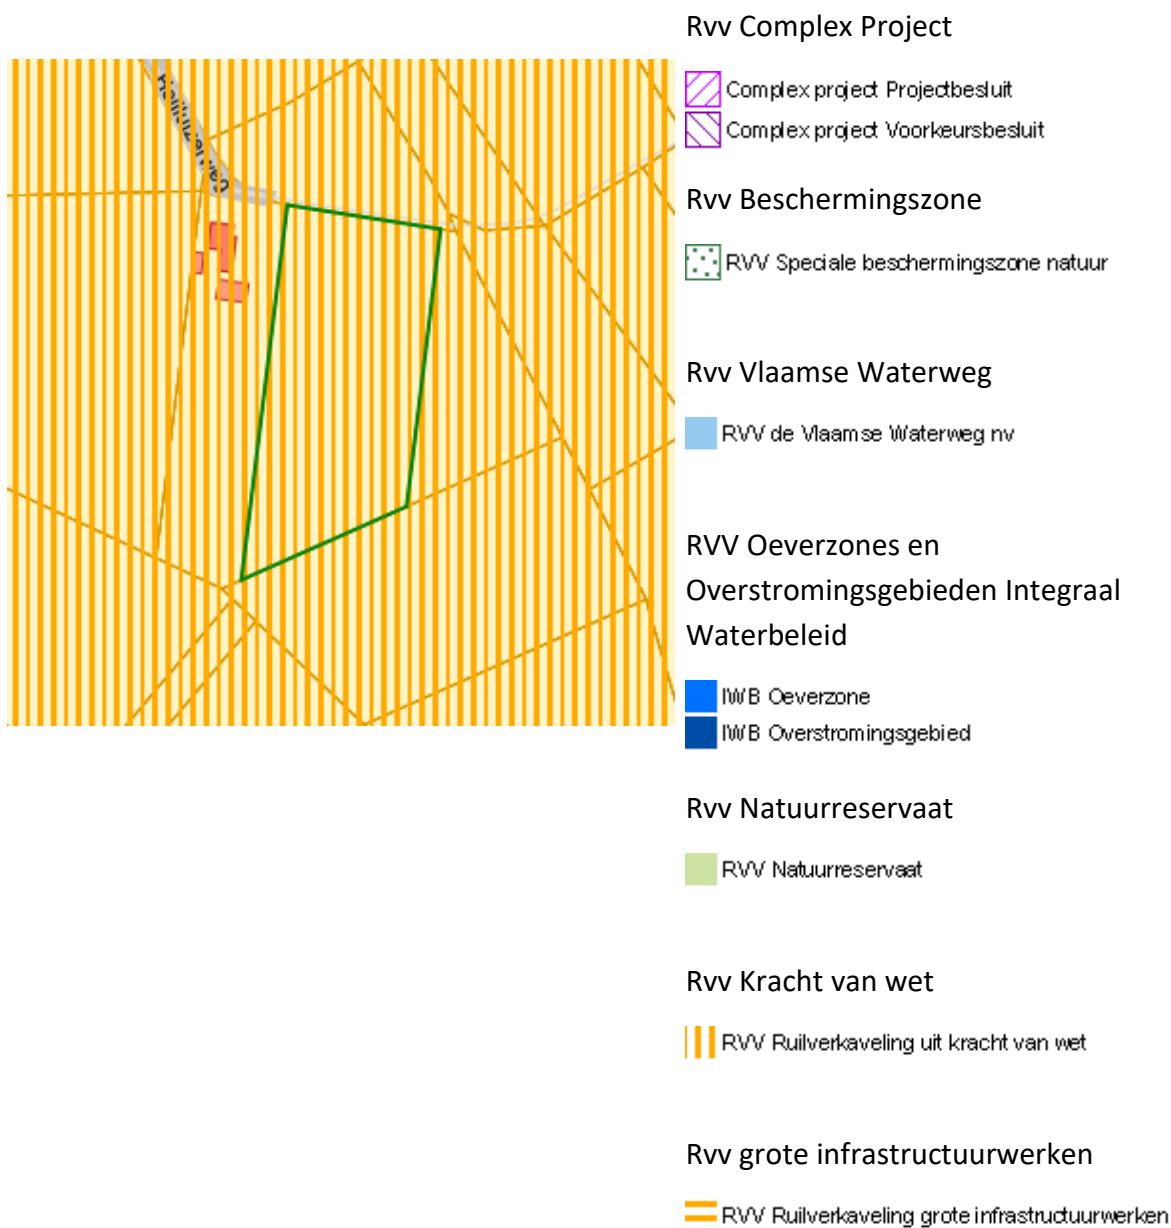 Rvv Complex Project
Complex project Projectbesluit
Complex project Voorkeursbesluit
Rvv Beschermingszone
RVV Speciale beschermingszone natuur
Rvv Vlaamse Waterweg
RVV de Vlaamse Waterweg nv
RVV Oeverzones en
Overstromingsgebieden Integraal
Waterbeleid
IWB Oeverzone
IWB Overstromingsgebied
Rvv Natuurreservaat
RVV Natuurreservaat
Rvv Kracht van wet
RVV Ruilverkaveling uit kracht van wet
Rvv grote infrastructuurwerken
RVV Ruilverkaveling grote infrastructuurwerken